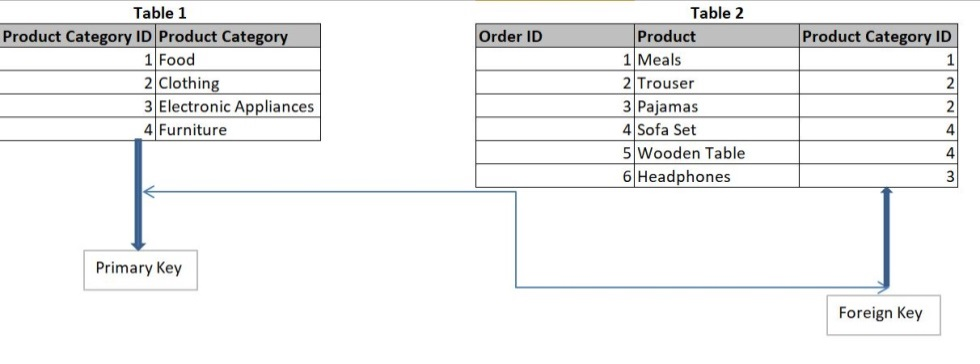 Table 1
Product Category ID Product Category
1 Food
2 Clothing
3 Electronic Appliances
4 Furniture
Primary Key
Table 2
Order ID Product Product Category ID
1 Meals 1
2 Trouser 2
3 Pajamas 2
4 Sofa Set 4
5 Wooden Table 4
6 Headphones 3
Foreign Key